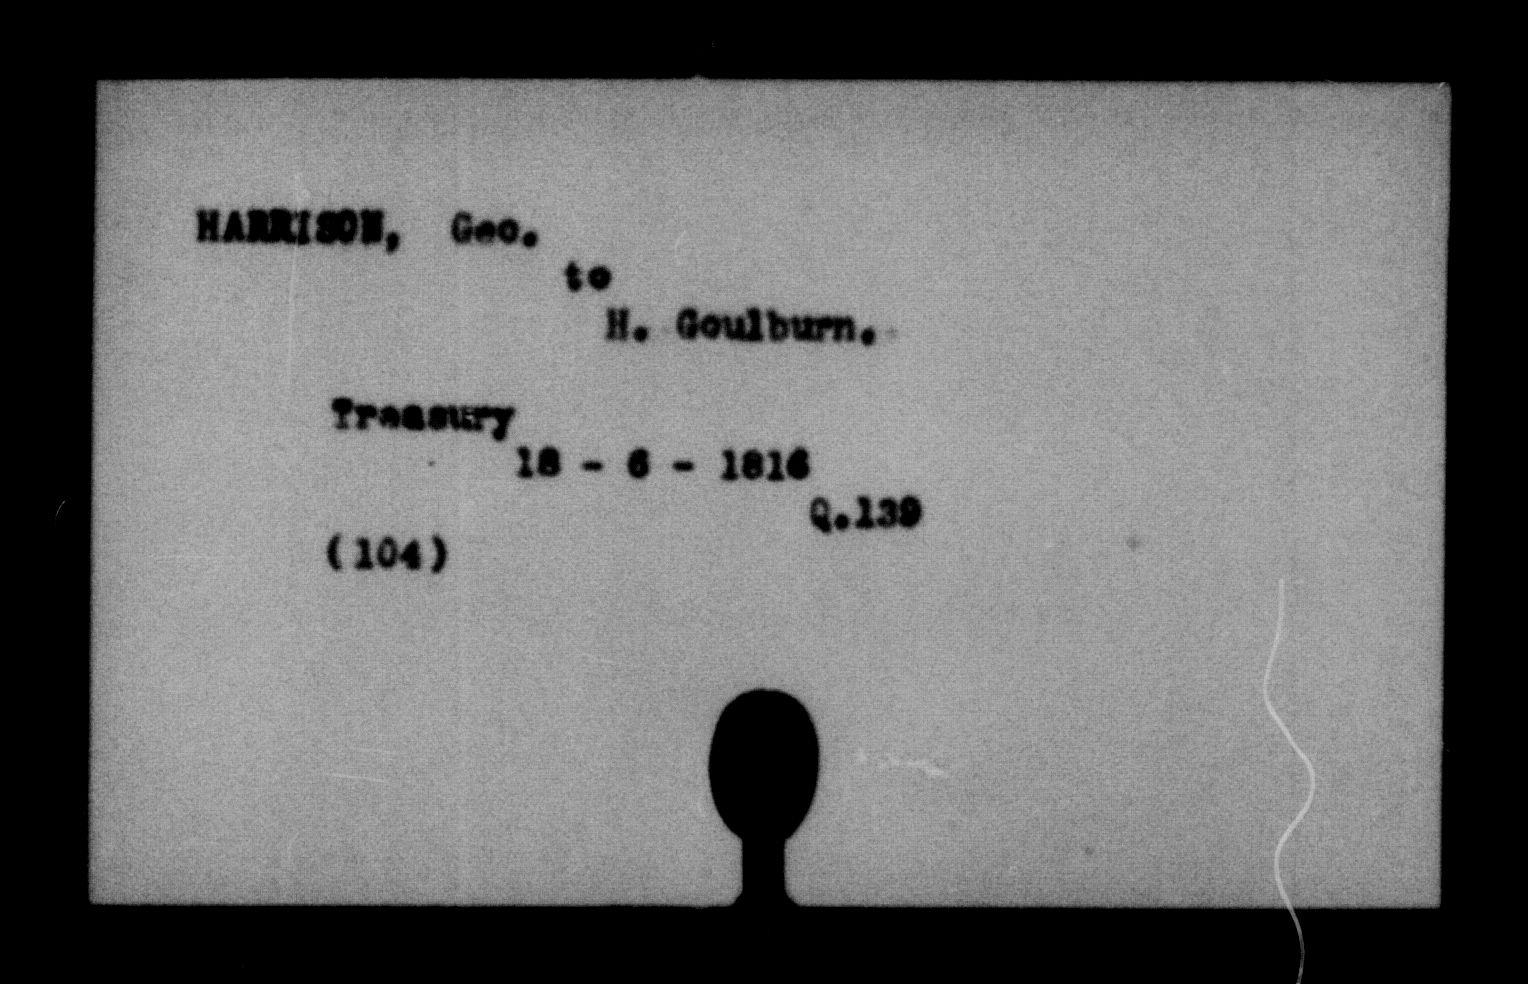 HARRISON, Geo.
to
H. Goulburn.
Treasury
18 - 6 - 1816
Q.139
(104)